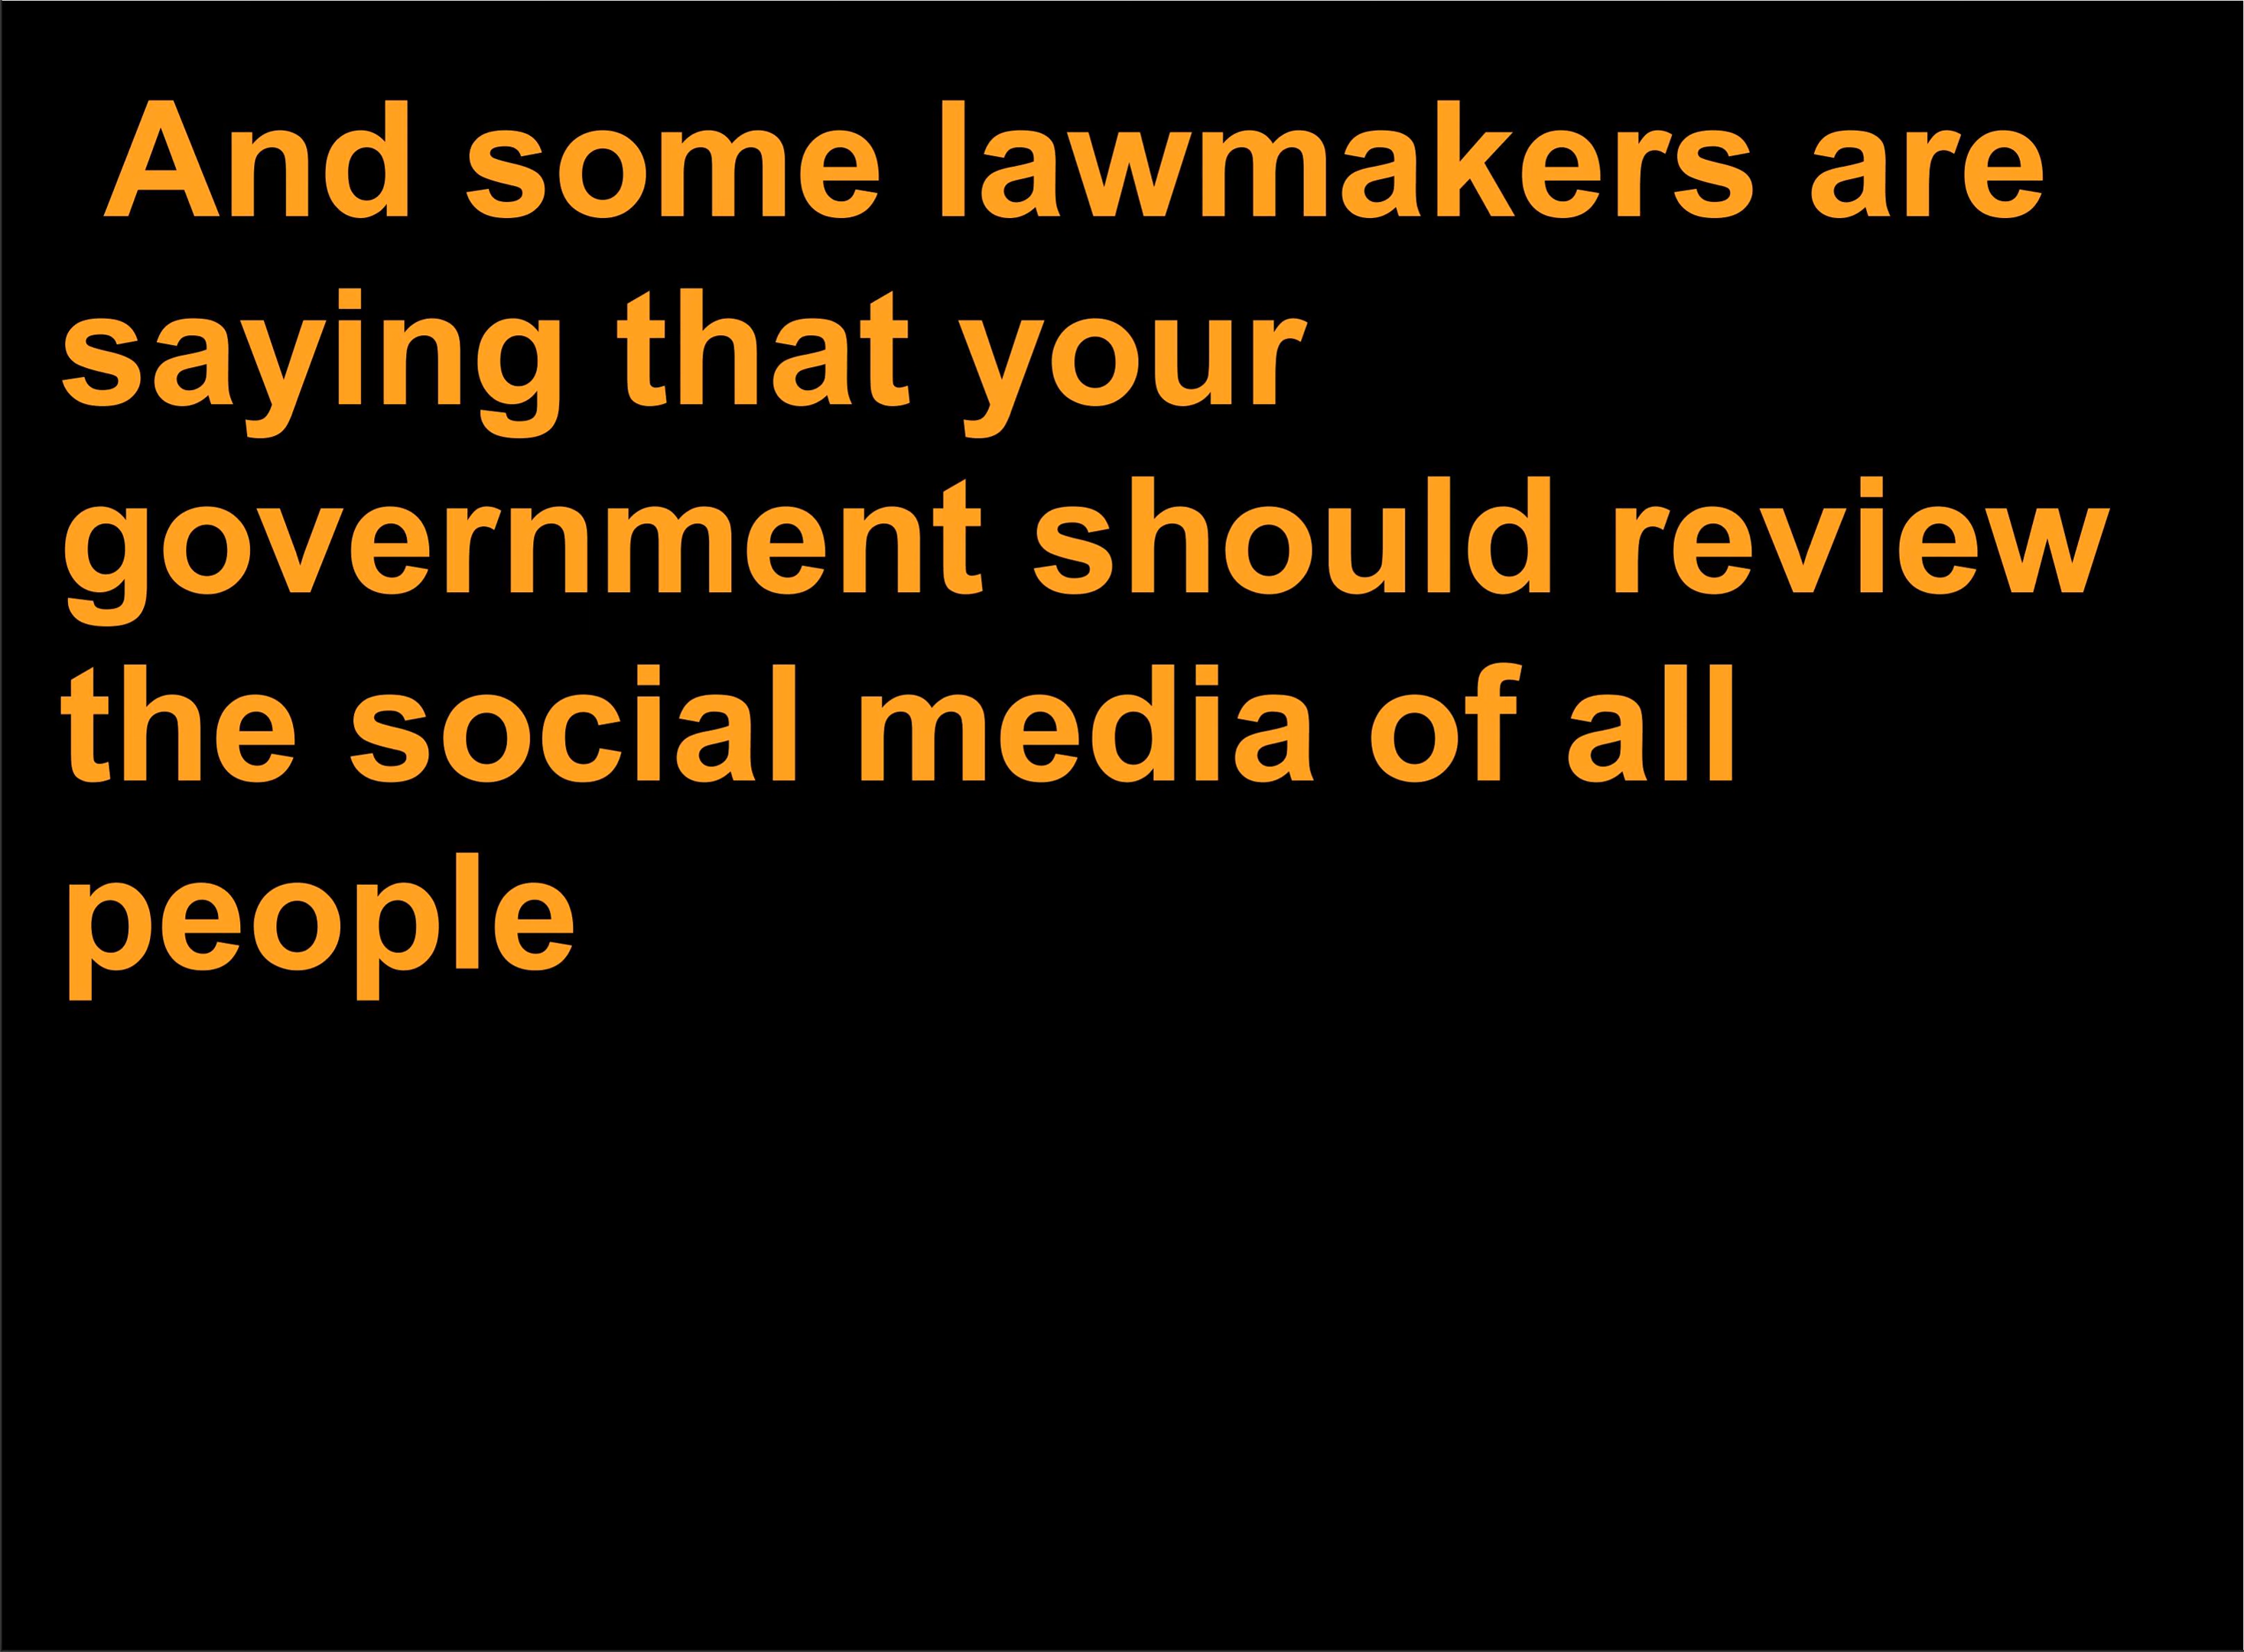 And some lawmakers are
saying that your
government should review
the social media of all
people